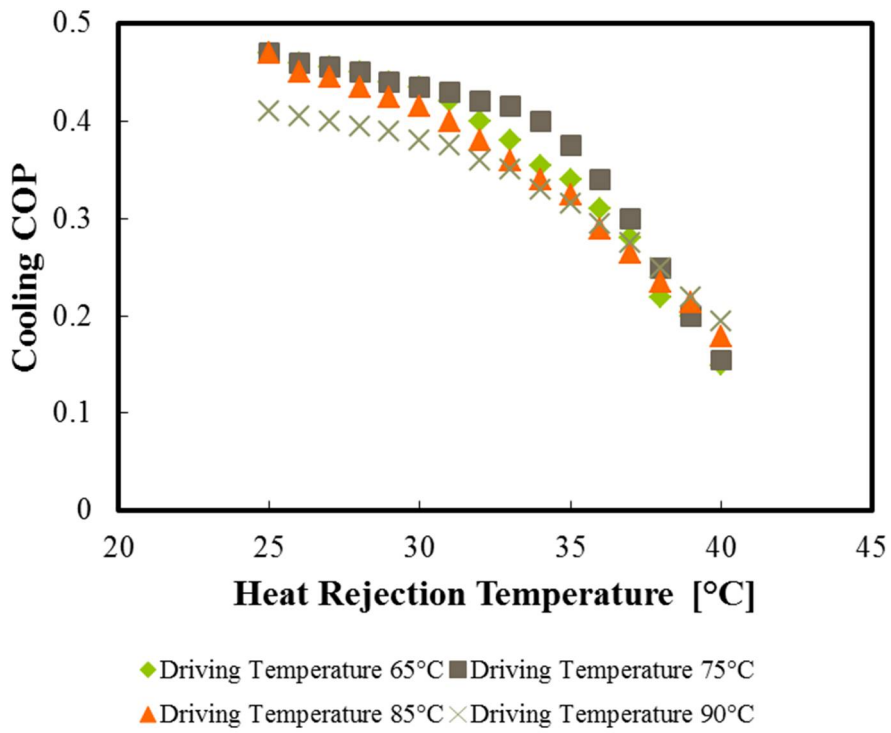 0.5
0.4
0.3
0.2
0.1
0
Cooling COP
20 25 30 35 40 45
Heat Rejection Temperature [°C]
Driving Temperature 65°C Driving Temperature 75°C
Driving Temperature 85°C Driving Temperature 90°C